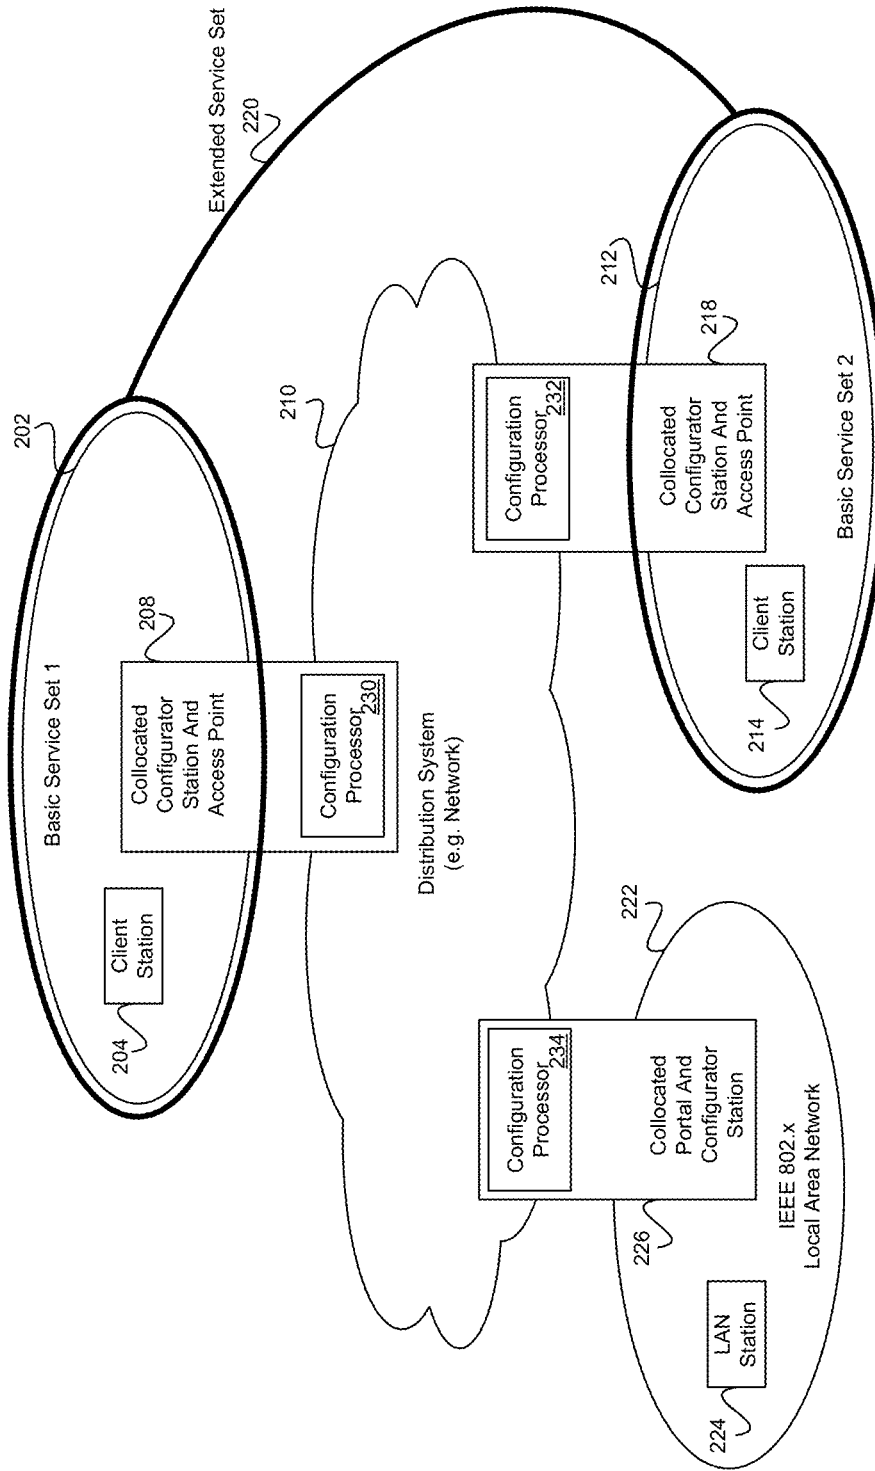 202
Basic Service Set 1
204
Client
Station
Collocated
Configurator
Station And
Access Point
208
Configuration
Processor
230
Extended Service Set
220
210
Distribution System
(e.g. Network)
Configuration
Processor
234
Collocated
Portal And
Configurator
Station
226
222
IEEE 802.x
Local Area Network
LAN
Station
224
Configuration
Processor
232
Collocated
Configurator
Station And
Access Point
218
212
Client
Station
214
Basic Service Set 2